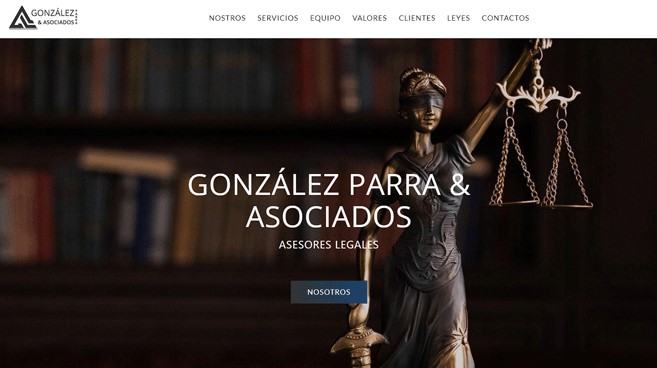 GONZÁLEZ
& ASOCIADOS
NOSTROS SERVICIOS EQUIPO VALORES CLIENTES LEYES CONTACTOS
GONZÁLEZ PARRA &
ASOCIADOS
ASESORES LEGALES
NOSOTROS